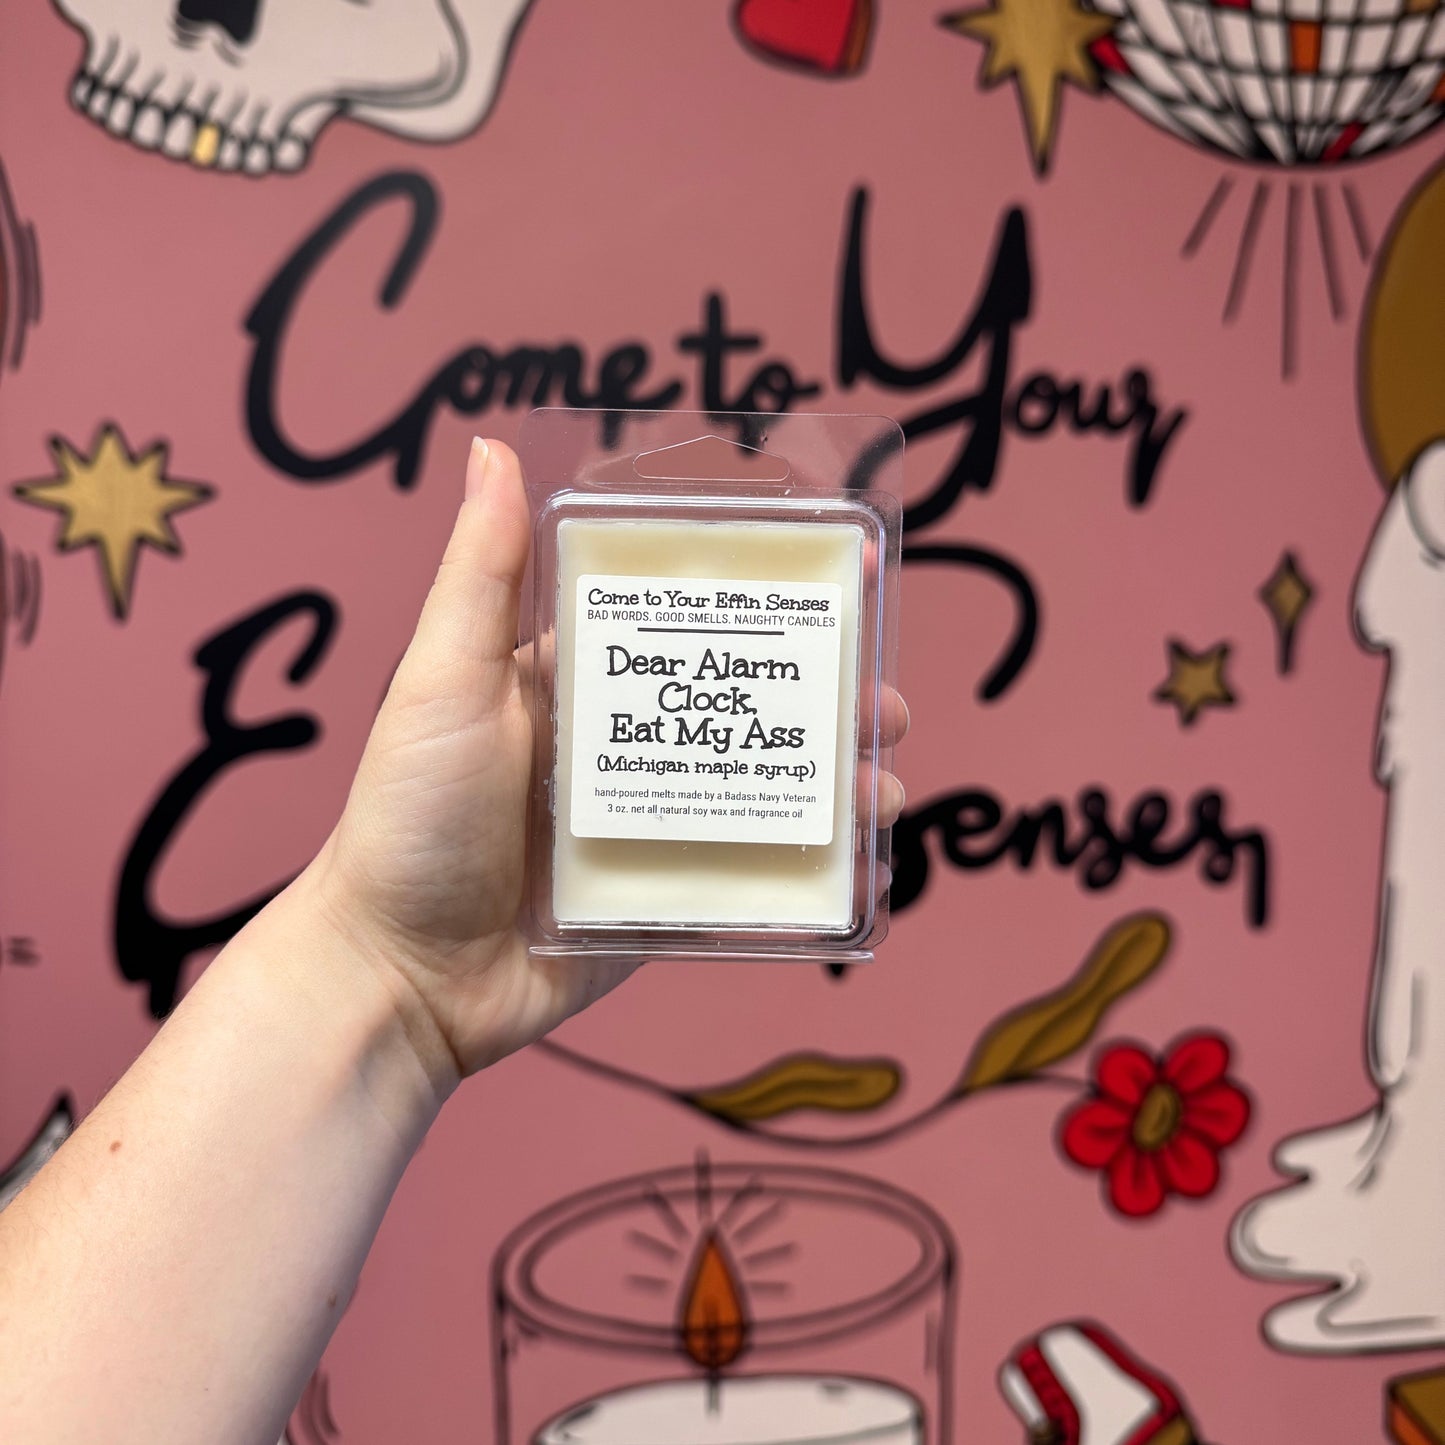 Come to Your
E Senses
Come to Your Effin Senses
BAD WORDS. GOOD SMELLS. NAUGHTY CANDLES
Dear Alarm
Clock,
Eat My Ass
(Michigan maple syrup)
hand-poured melts made by a Badass Navy Veteran
3 oz. net all natural soy wax and fragrance oil